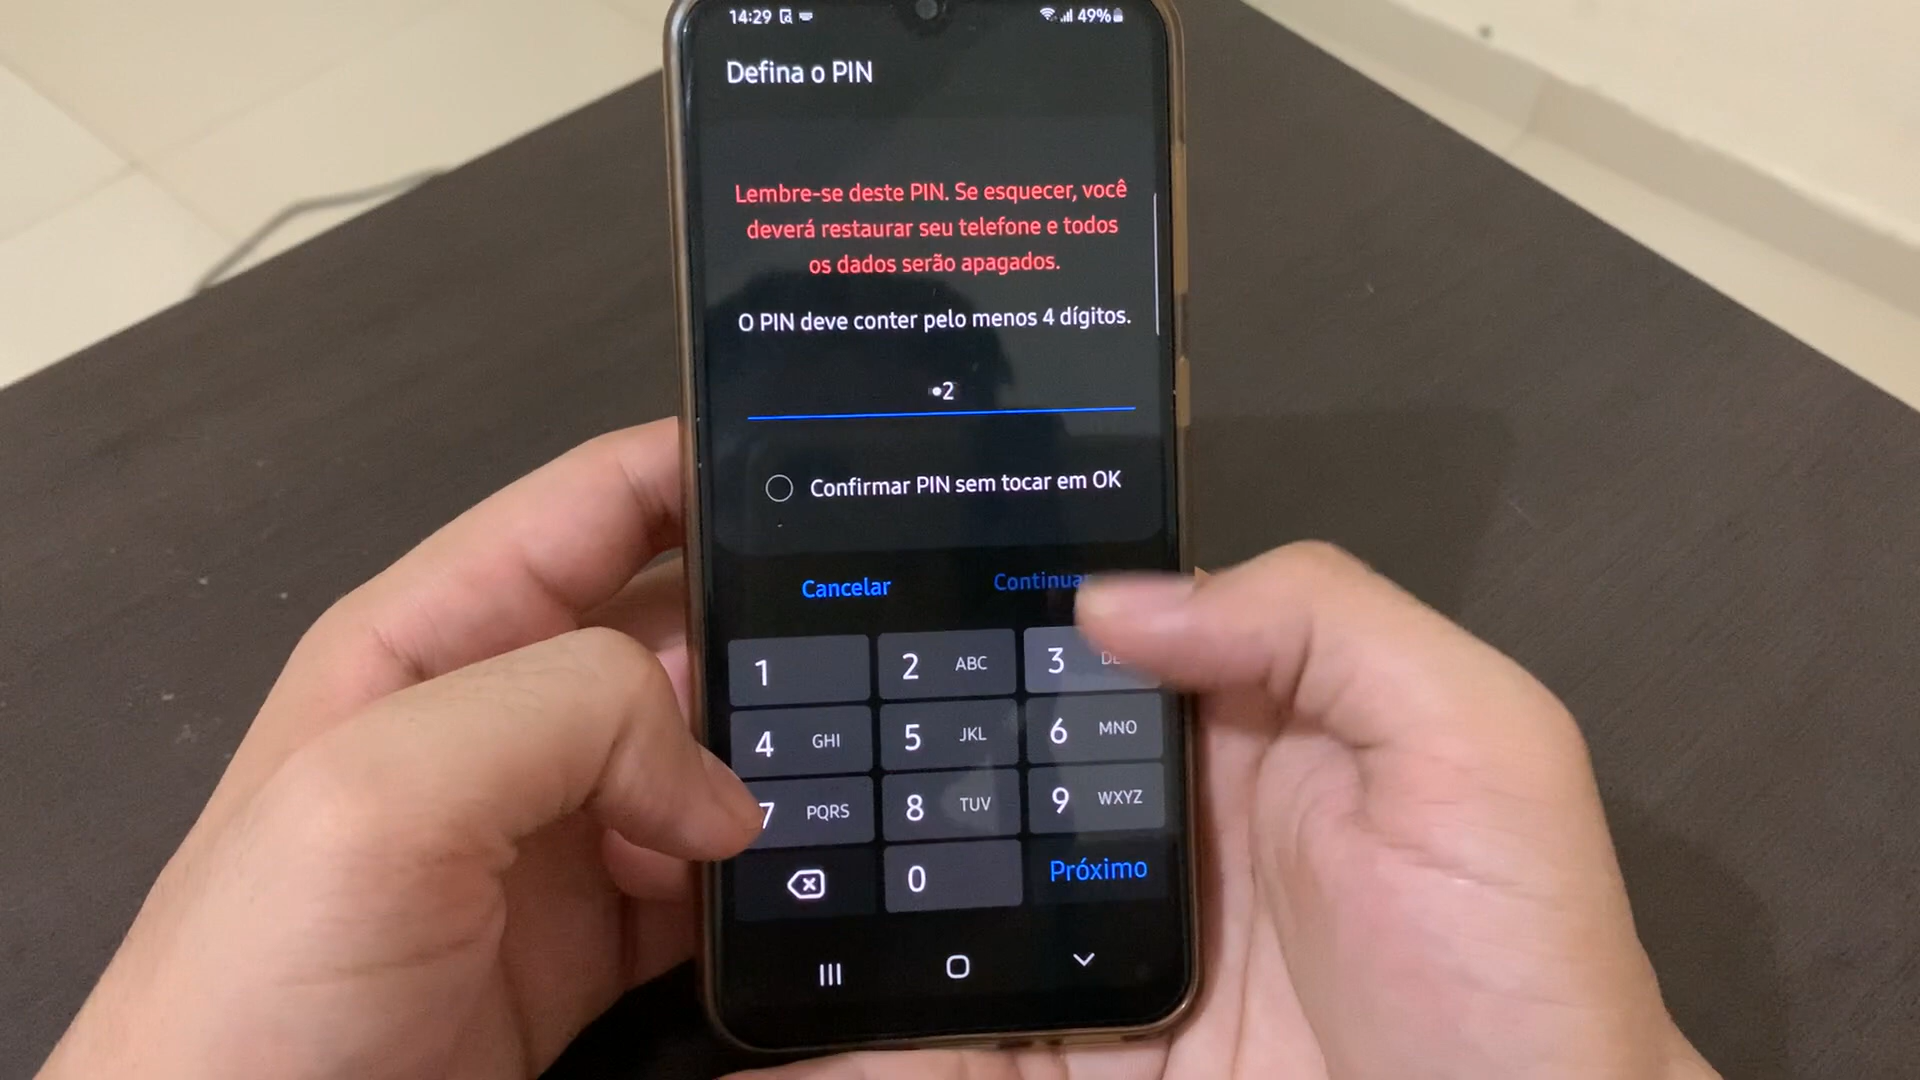 14:29 49%
Defina o PIN
Lembre-se deste PIN. Se esquecer, você
deverá restaurar seu telefone e todos
os dados serão apagados.
O PIN deve conter pelo menos 4 dígitos.
•2
Confirmar PIN sem tocar em OK
Cancelar Continuar
1 2 ABC 3
4 GHI 5 JKL 6 MNO
7 PQRS 8 TUV 9 WXYZ
0 Próximo